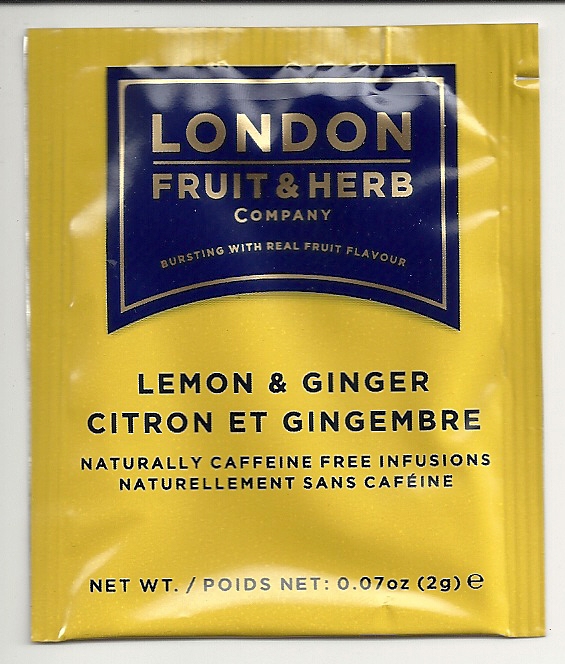 LONDON
FRUIT & HERB
COMPANY
BURSTING WITH REAL FRUIT FLAVOUR
LEMON & GINGER
CITRON ET GINGEMBRE
NATURALLY CAFFEINE FREE INFUSIONS
NATURELLEMENT SANS CAFÉINE
NET WT. / POIDS NET: 0.07oz (2g) ℮